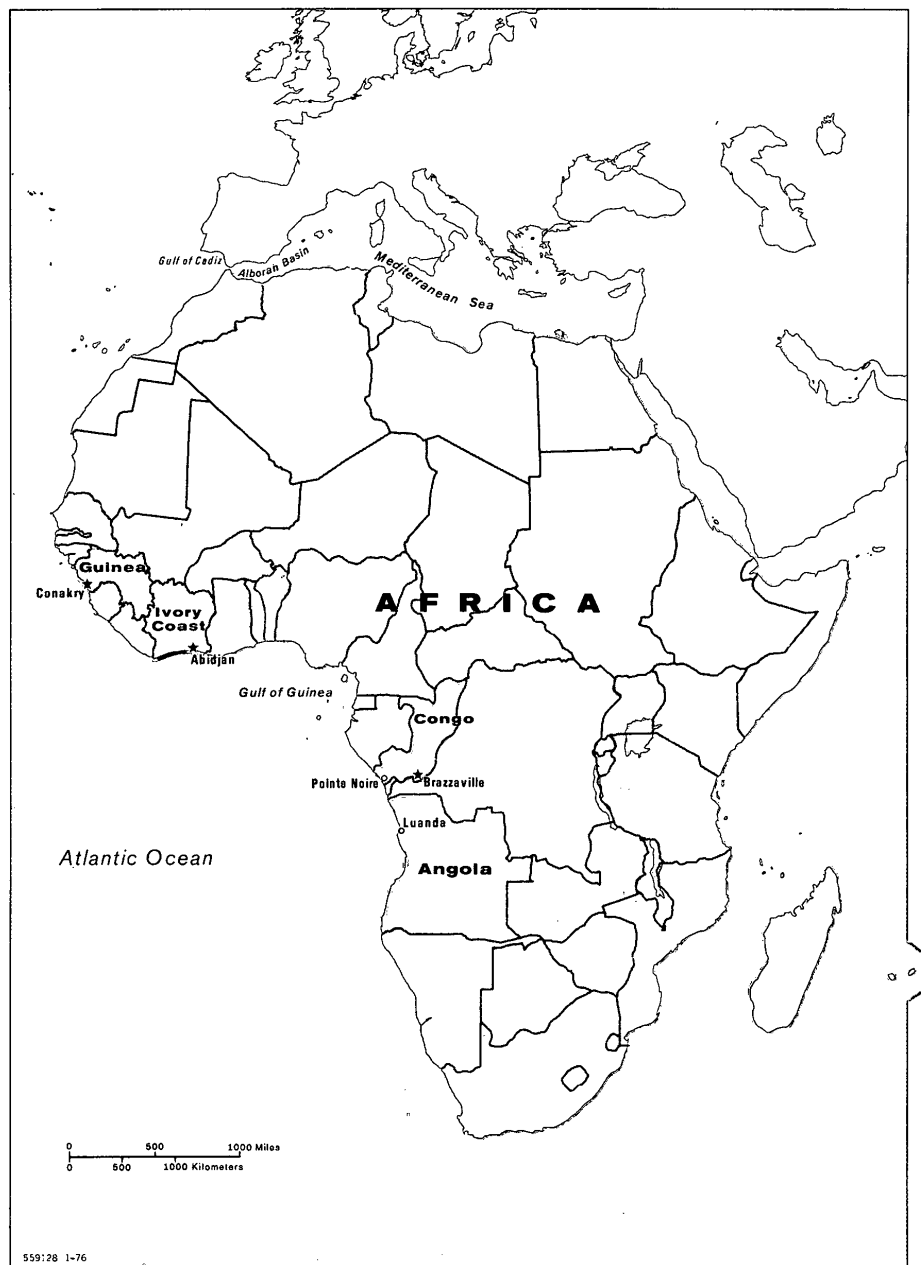 Gulf of Cadiz
Alborah Basin
Mediterranean Sea
Guinea
Conakry
AFRICA
Ivory
Coast
Abidjan
Gulf of Guinea
Congo
Pointe Noire
Brazzaville
Luanda
Atlantic Ocean
Angola
0 500 1000 Miles
0 500 1000 Kilometers
559128 1-76